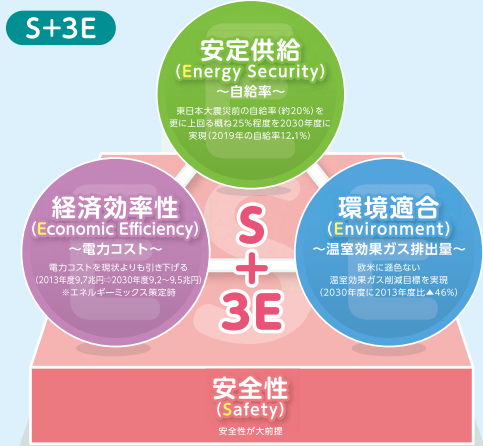 S+3E
安定供給
(Energy Security)
～自給率～
東日本大震災前の自給率(約20%)を
更に上回る概ね25%程度を2030年度に
実現(2019年の自給率12.1%)
経済効率性
(Economic Efficiency)
～電力コスト～
電力コストを現状よりも引き下げる
(2013年度9.7兆円⇨2030年度9.2～9.5兆円)
※エネルギーミックス策定時
S
+
3E
環境適合
(Environment)
～温室効果ガス排出量～
欧米に遜色ない
温室効果ガス削減目標を実現
(2030年度に2013年度比▲46%)
安全性
(Safety)
安全性が大前提